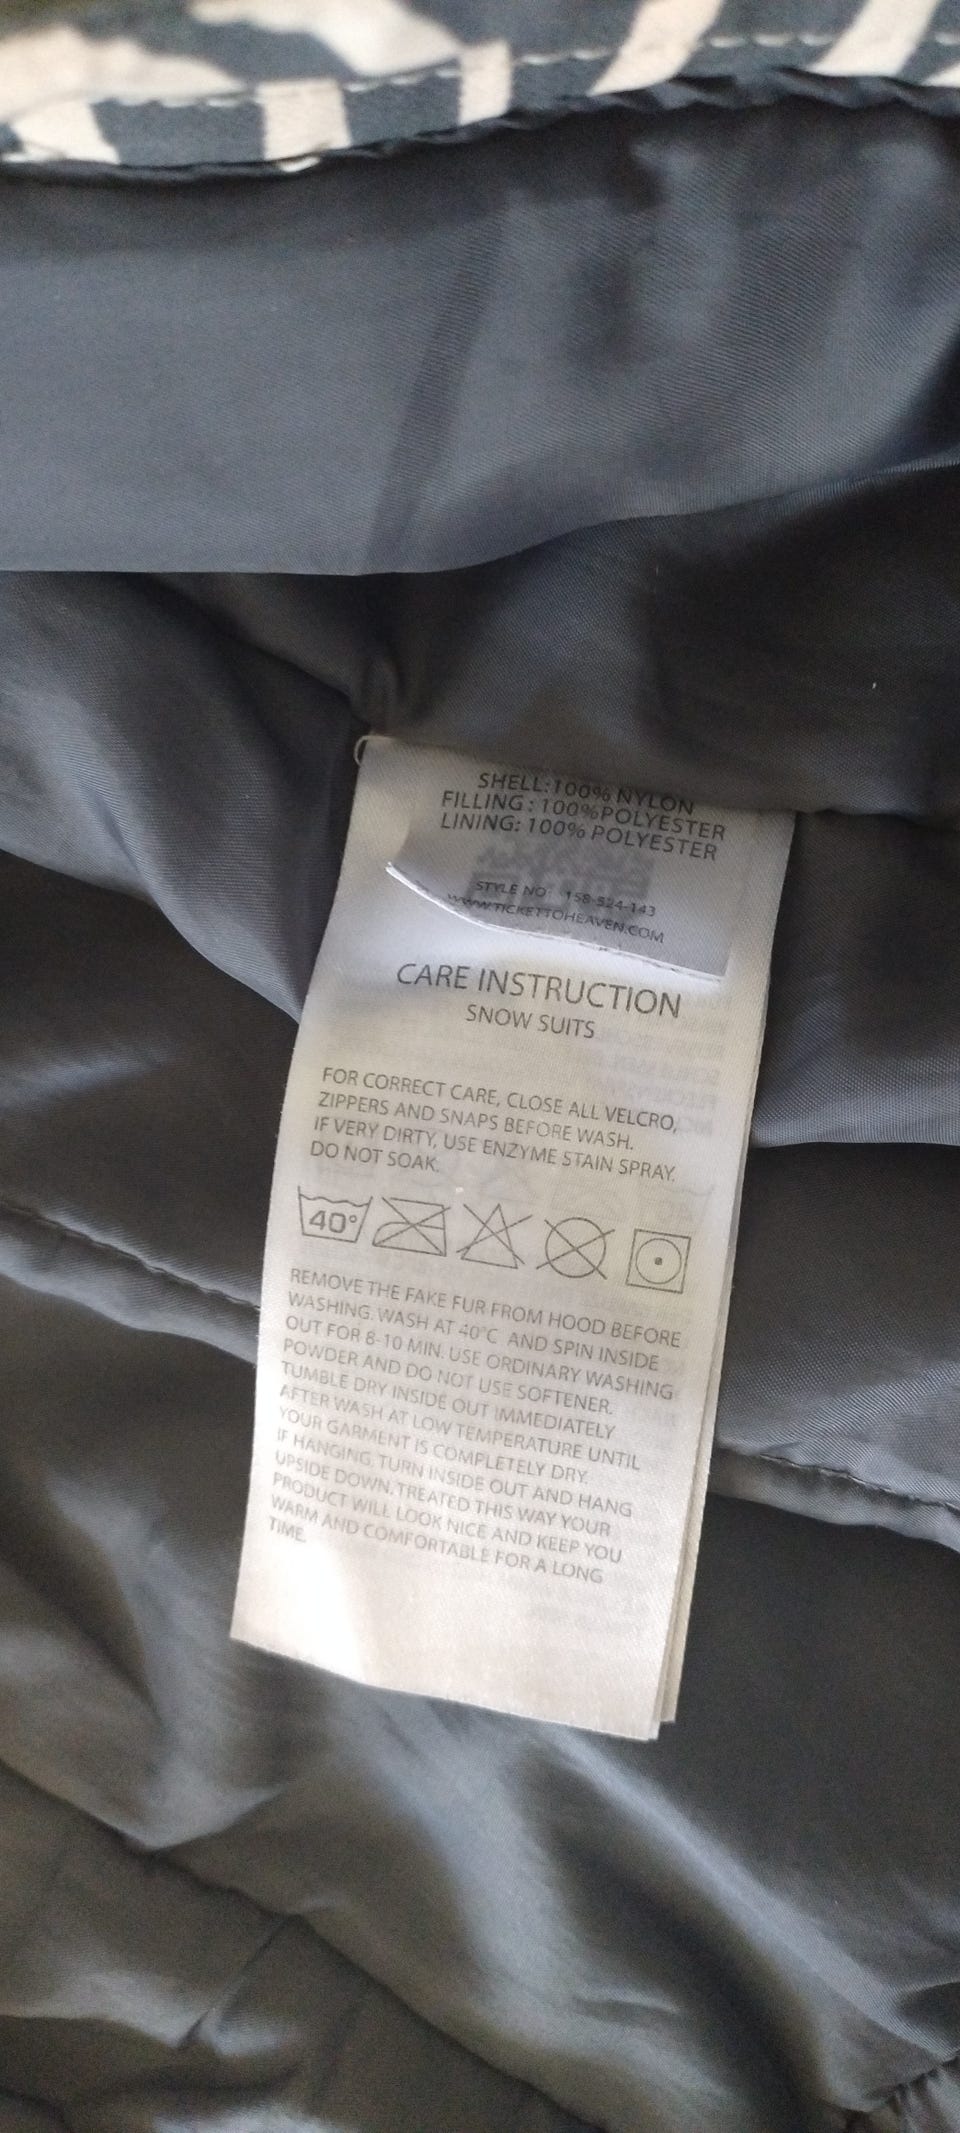 SHELL:100% NYLON
FILLING : 100%POLYESTER
LINING: 100% POLYESTER
STYLE NO: 158-524-143
WWW.TICKETTOHEAVEN.COM
CARE INSTRUCTION
SNOW SUITS
FOR CORRECT CARE, CLOSE ALL VELCRO,
ZIPPERS AND SNAPS BEFORE WASH.
IF VERY DIRTY, USE ENZYME STAIN SPRAY.
DO NOT SOAK.
40°
REMOVE THE FAKE FUR FROM HOOD BEFORE
WASHING. WASH AT 40°C AND SPIN INSIDE
OUT FOR 8-10 MIN. USE ORDINARY WASHING
POWDER AND DO NOT USE SOFTENER.
TUMBLE DRY INSIDE OUT IMMEDIATELY
AFTER WASH AT LOW TEMPERATURE UNTIL
YOUR GARMENT IS COMPLETELY DRY.
IF HANGING, TURN INSIDE OUT AND HANG
UPSIDE DOWN. TREATED THIS WAY YOUR
PRODUCT WILL LOOK NICE AND KEEP YOU
WARM AND COMFORTABLE FOR A LONG
TIME.